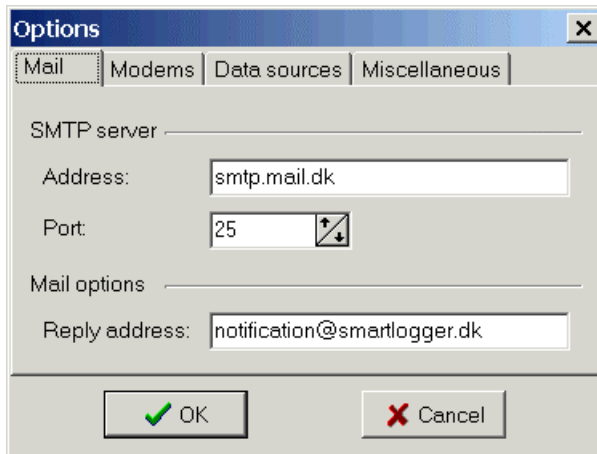 Options
Mail Modems Data sources Miscellaneous
SMTP server
Address: smtp.mail.dk
Port: 25
Mail options
Reply address: notification@smartlogger.dk
OK Cancel